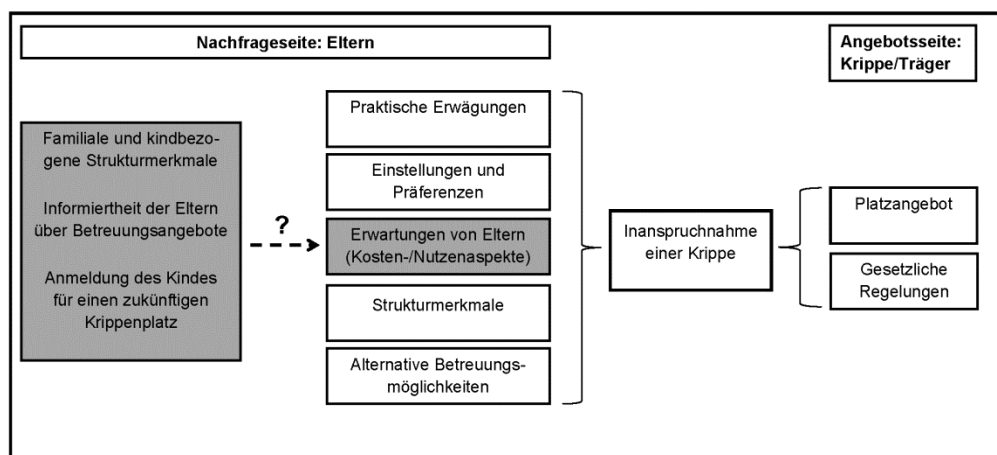 Nachfrageseite: Eltern
Angebotsseite:
Krippe/Träger
Familiale und kindbezo-
gene Strukturmerkmale
Informiertheit der Eltern
über Betreuungsangebote
Anmeldung des Kindes
für einen zukünftigen
Krippenplatz
?
Praktische Erwägungen
Einstellungen und
Präferenzen
Erwartungen von Eltern
(Kosten-/Nutzenaspekte)
Strukturmerkmale
Alternative Betreuungs-
möglichkeiten
Inanspruchnahme
einer Krippe
Platzangebot
Gesetzliche
Regelungen